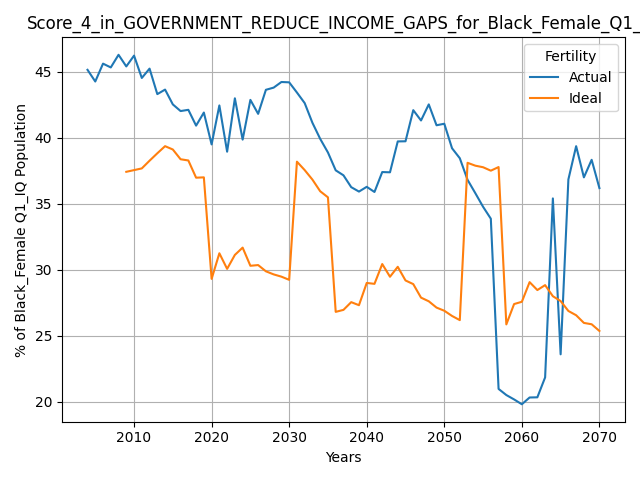 Score_4_in_GOVERNMENT_REDUCE_INCOME_GAPS_for_Black_Female_Q1_
Fertility
Actual
Ideal
% of Black_Female Q1_IQ Population
45
40
35
30
25
20
2010 2020 2030 2040 2050 2060 2070
Years